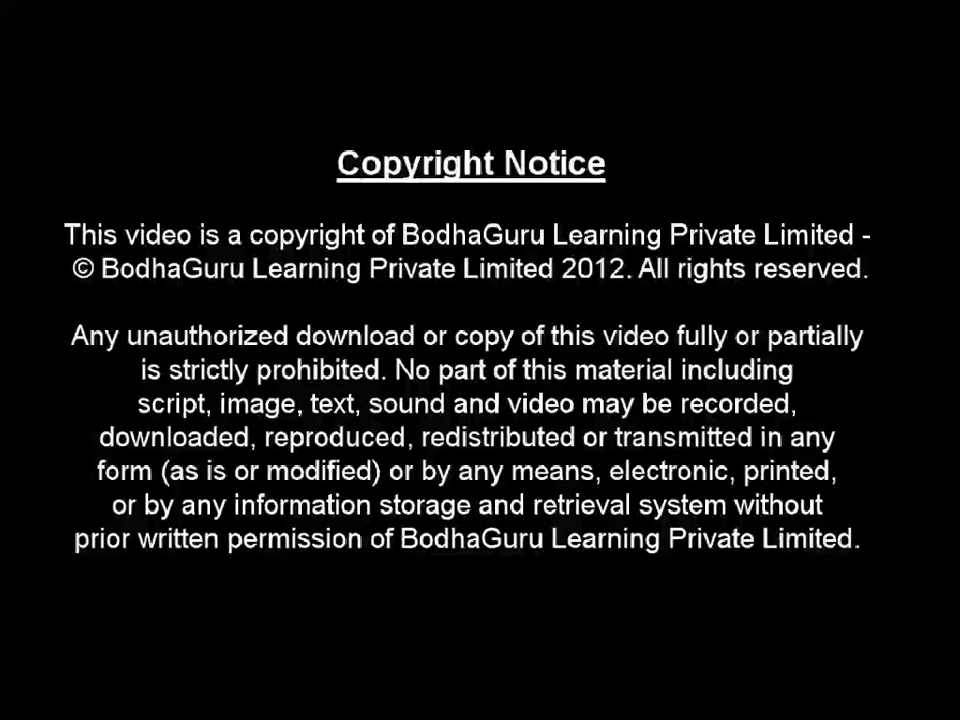 Copyright Notice
This video is a copyright of BodhaGuru Learning Private Limited -
© BodhaGuru Learning Private Limited 2012. All rights reserved.
Any unauthorized download or copy of this video fully or partially
is strictly prohibited. No part of this material including
script, image, text, sound and video may be recorded,
downloaded, reproduced, redistributed or transmitted in any
form (as is or modified) or by any means, electronic, printed,
or by any information storage and retrieval system without
prior written permission of BodhaGuru Learning Private Limited.